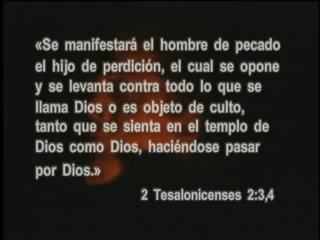 «Se manifestará el hombre de pecado
el hijo de perdición, el cual se opone
y se levanta contra todo lo que se
llama Dios o es objeto de culto,
tanto que se sienta en el templo de
Dios como Dios, haciéndose pasar
por Dios.»
2 Tesalonicenses 2:3,4